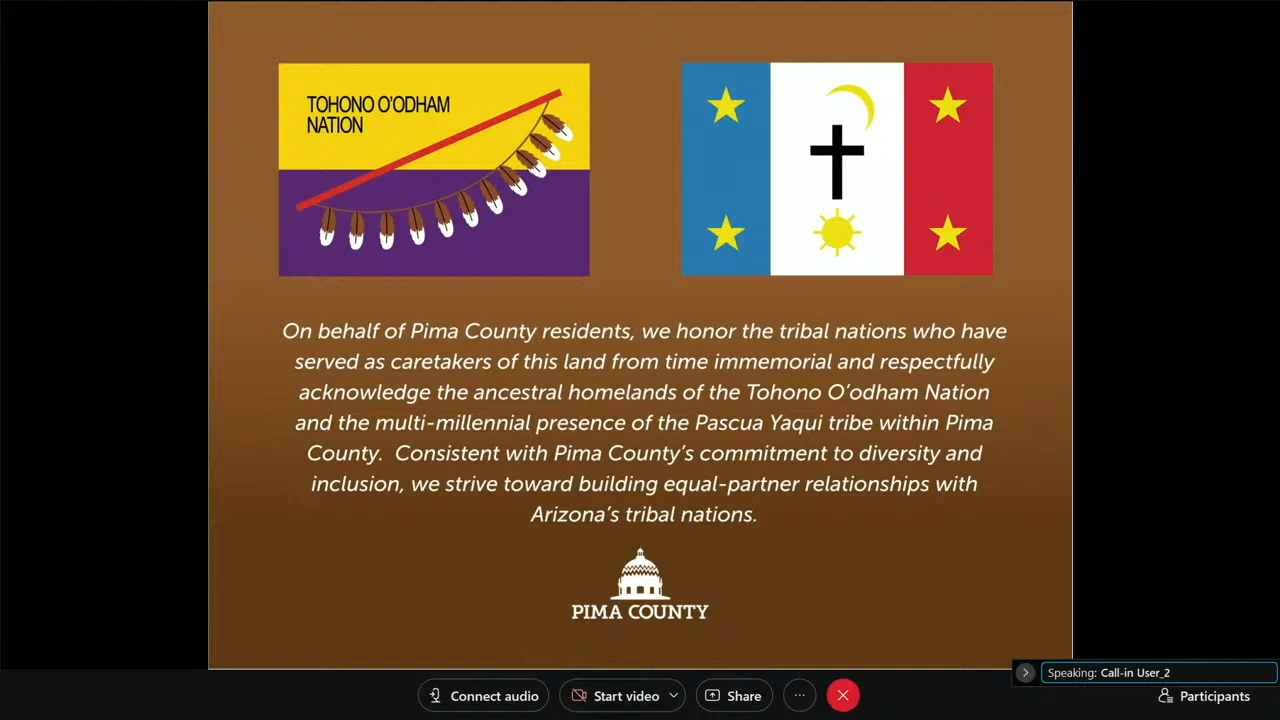 TOHONO O'ODHAM
NATION
On behalf of Pima County residents, we honor the tribal nations who have
served as caretakers of this land from time immemorial and respectfully
acknowledge the ancestral homelands of the Tohono O'odham Nation
and the multi-millennial presence of the Pascua Yaqui tribe within Pima
County.  Consistent with Pima County's commitment to diversity and
inclusion, we strive toward building equal-partner relationships with
Arizona's tribal nations.
PIMA COUNTY
Speaking: Call-in User_2
Connect audio
Start video
Share
Participants